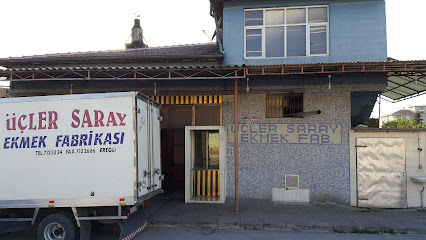 ÜÇLER SARAY
EKMEK FABRİKASI
EREĞLİ
ÜÇLER SARAY
EKMEK FAB.